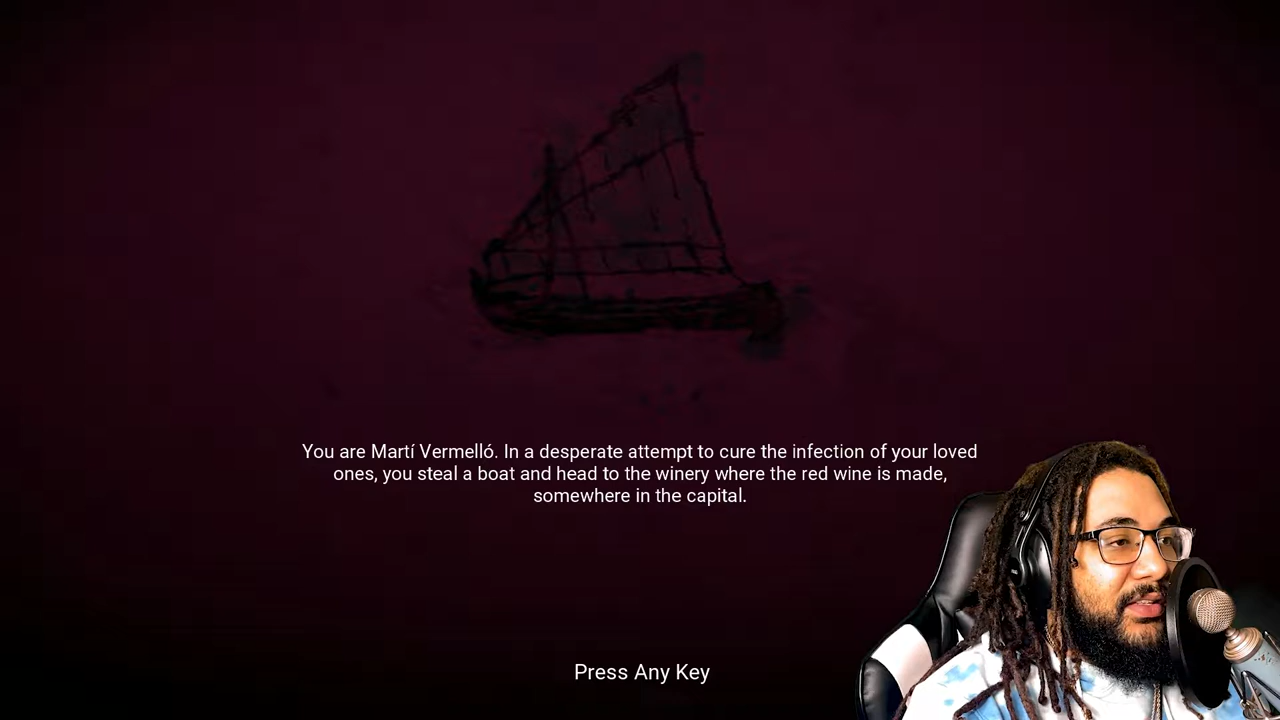 You are Martí Vermelló. In a desperate attempt to cure the infection of your loved
ones, you steal a boat and head to the winery where the red wine is made,
somewhere in the capital.
Press Any Key